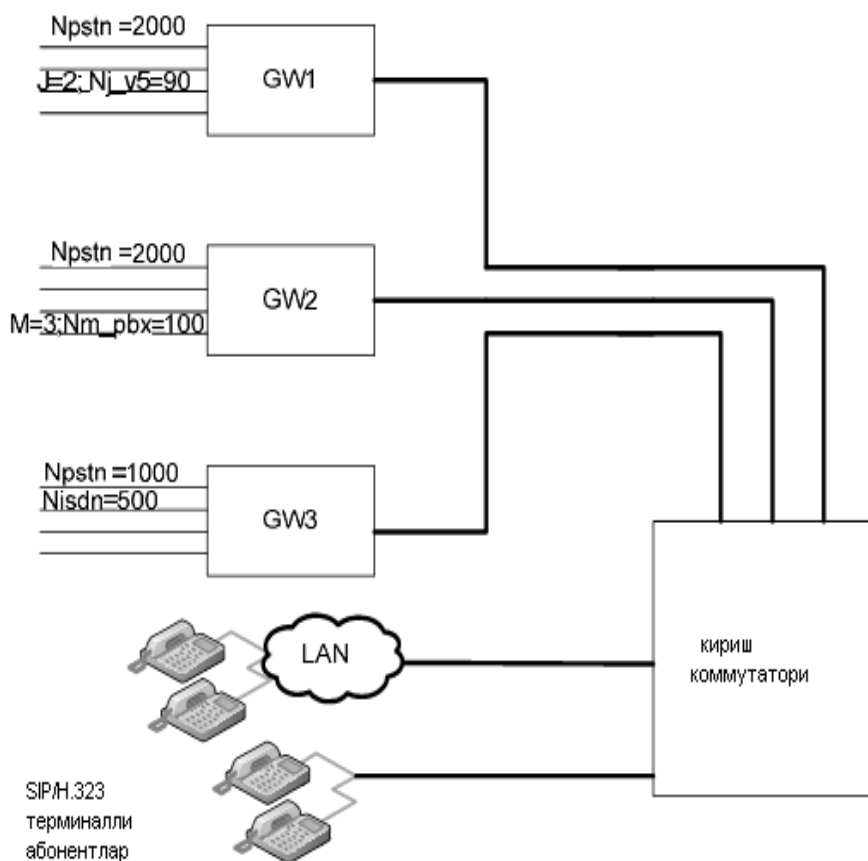 Npstn =2000
J=2; Nj_v5=90
GW1
Npstn =2000
M=3;Nm_pbx=100
GW2
Npstn =1000
Nisdn=500
GW3
LAN
кириш
коммутатори
SIP/H.323
терминалли
абонентлар